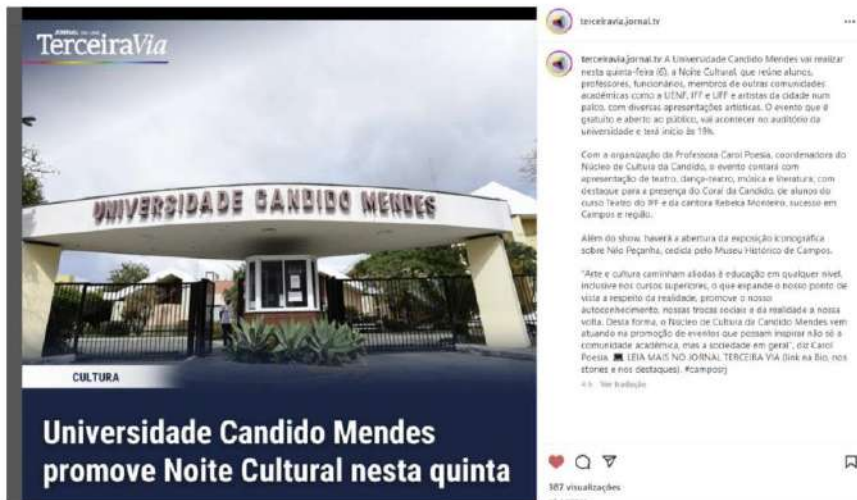 JORNAL ON LINE
TerceiraVia
UNIVERSIDADE CANDIDO MENDES
CULTURA
Universidade Candido Mendes
promove Noite Cultural nesta quinta
terceiravia.jornal.tv
terceiravia.jornal.tv A Universidade Candido Mendes vai realizar
nesta quinta-feira (6), a Noite Cultural, que reúne alunos,
professores, funcionários, membros de outras comunidades
acadêmicas como a UENF, IFF e UFF e artistas da cidade num
palco, com diversas apresentações artísticas. O evento que é
gratuito e aberto ao público, vai acontecer no auditório da
universidade e terá início às 19h.
Com a organização da Professora Carol Poesia, coordenadora do
Núcleo de Cultura da Candido, o evento contará com
apresentação de teatro, dança-teatro, música e literatura, com
destaque para a presença do Coral da Candido, de alunos do
curso Teatro do IFF e da cantora Rebeka Monteiro, sucesso em
Campos e região.
Além do show, haverá a abertura da exposição iconográfica
sobre Nilo Peçanha, cedida pelo Museu Histórico de Campos.
"Arte e cultura caminham aliadas à educação em qualquer nível,
inclusive nos cursos superiores, o que expande o nosso ponto de
vista a respeito da realidade, promove o nosso
autoconhecimento, nossas trocas sociais e da realidade a nossa
volta. Desta forma, o Núcleo de Cultura da Candido Mendes vem
atuando na promoção de eventos que possam inspirar não só a
comunidade acadêmica, mas a sociedade em geral", diz Carol
Poesia. 💻 LEIA MAIS NO JORNAL TERCEIRA VIA (link na Bio, nos
stories e nos destaques). #camposrj
Ver tradução
387 visualizações